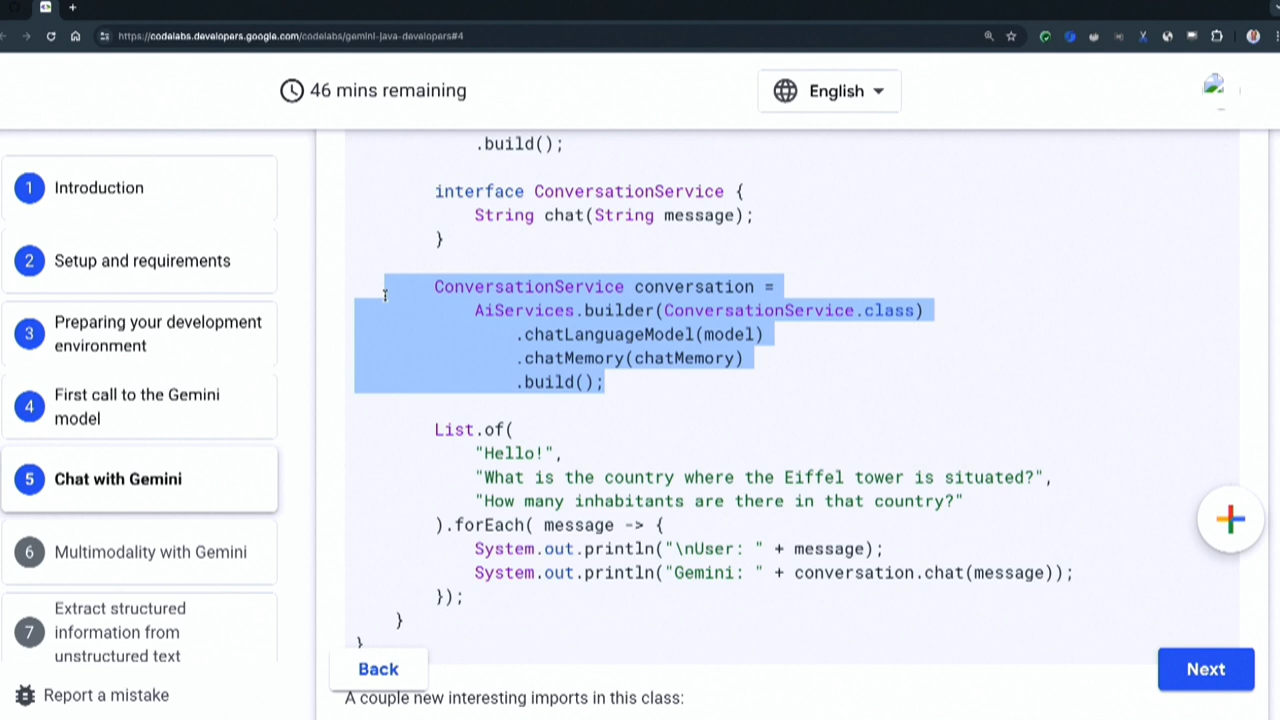 https://codelabs.developers.google.com/codelabs/gemini-java-developers#4
46 mins remaining
English
1 Introduction
2 Setup and requirements
3 Preparing your development
environment
4 First call to the Gemini
model
5 Chat with Gemini
6 Multimodality with Gemini
7 Extract structured
information from
unstructured text
Report a mistake
.build();
interface ConversationService {
String chat(String message);
}
ConversationService conversation =
AiServices.builder(ConversationService.class)
.chatLanguageModel(model)
.chatMemory(chatMemory)
.build();
List.of(
"Hello!",
"What is the country where the Eiffel tower is situated?",
"How many inhabitants are there in that country?"
).forEach( message -> {
System.out.println("\nUser: " + message);
System.out.println("Gemini: " + conversation.chat(message));
});
}
}
Back
Next
A couple new interesting imports in this class: